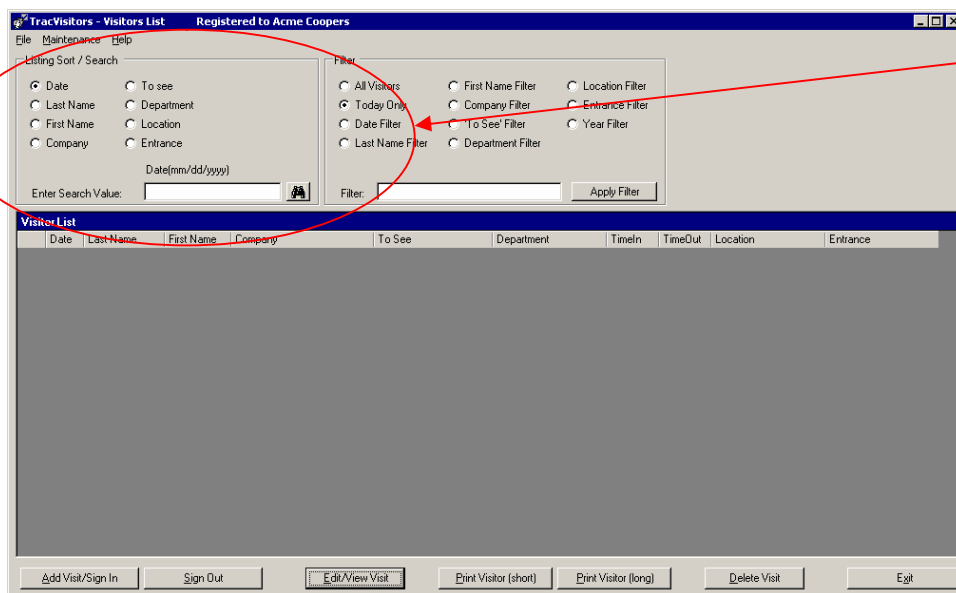 TracVisitors - Visitors List Registered to Acme Coopers
File Maintenance Help
Listing Sort / Search
Date To see
Last Name Department
First Name Location
Company Entrance
Date(mm/dd/yyyy)
Enter Search Value:
Filter
All Visitors First Name Filter Location Filter
Today Only Company Filter Entrance Filter
Date Filter 'To See' Filter Year Filter
Last Name Filter Department Filter
Filter: Apply Filter
Visitor List
Date Last Name First Name Company To See Department TimeIn TimeOut Location Entrance
Add Visit/Sign In Sign Out Edit/View Visit Print Visitor (short) Print Visitor (long) Delete Visit Exit